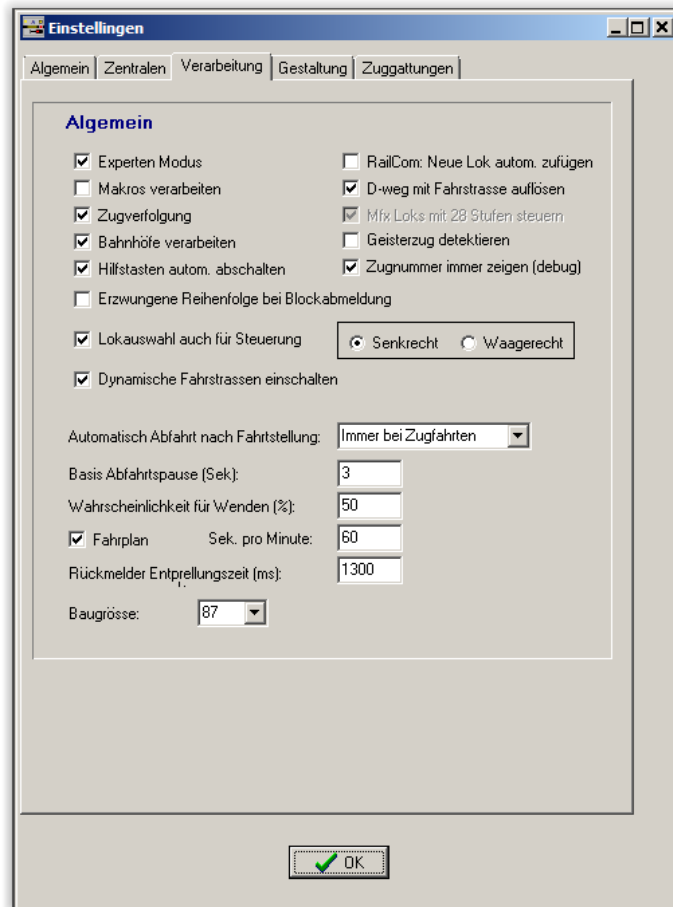 Einstellingen
Algemein Zentralen Verarbeitung Gestaltung Zuggattungen
Algemein
Experten Modus
RailCom: Neue Lok autom. zufügen
Makros verarbeiten
D-weg mit Fahrstrasse auflösen
Zugverfolgung
Mfx Loks mit 28 Stufen steuern
Bahnhöfe verarbeiten
Geisterzug detektieren
Hilfstasten autom. abschalten
Zugnummer immer zeigen (debug)
Erzwungene Reihenfolge bei Blockabmeldung
Lokauswahl auch für Steuerung
Senkrecht Waagerecht
Dynamische Fahrstrassen einschalten
Automatisch Abfahrt nach Fahrtstellung: Immer bei Zugfahrten
Basis Abfahrtspause (Sek): 3
Wahrscheinlichkeit für Wenden (%): 50
Fahrplan Sek. pro Minute: 60
Rückmelder Entprellungszeit (ms): 1300
Baugrösse: 87
OK